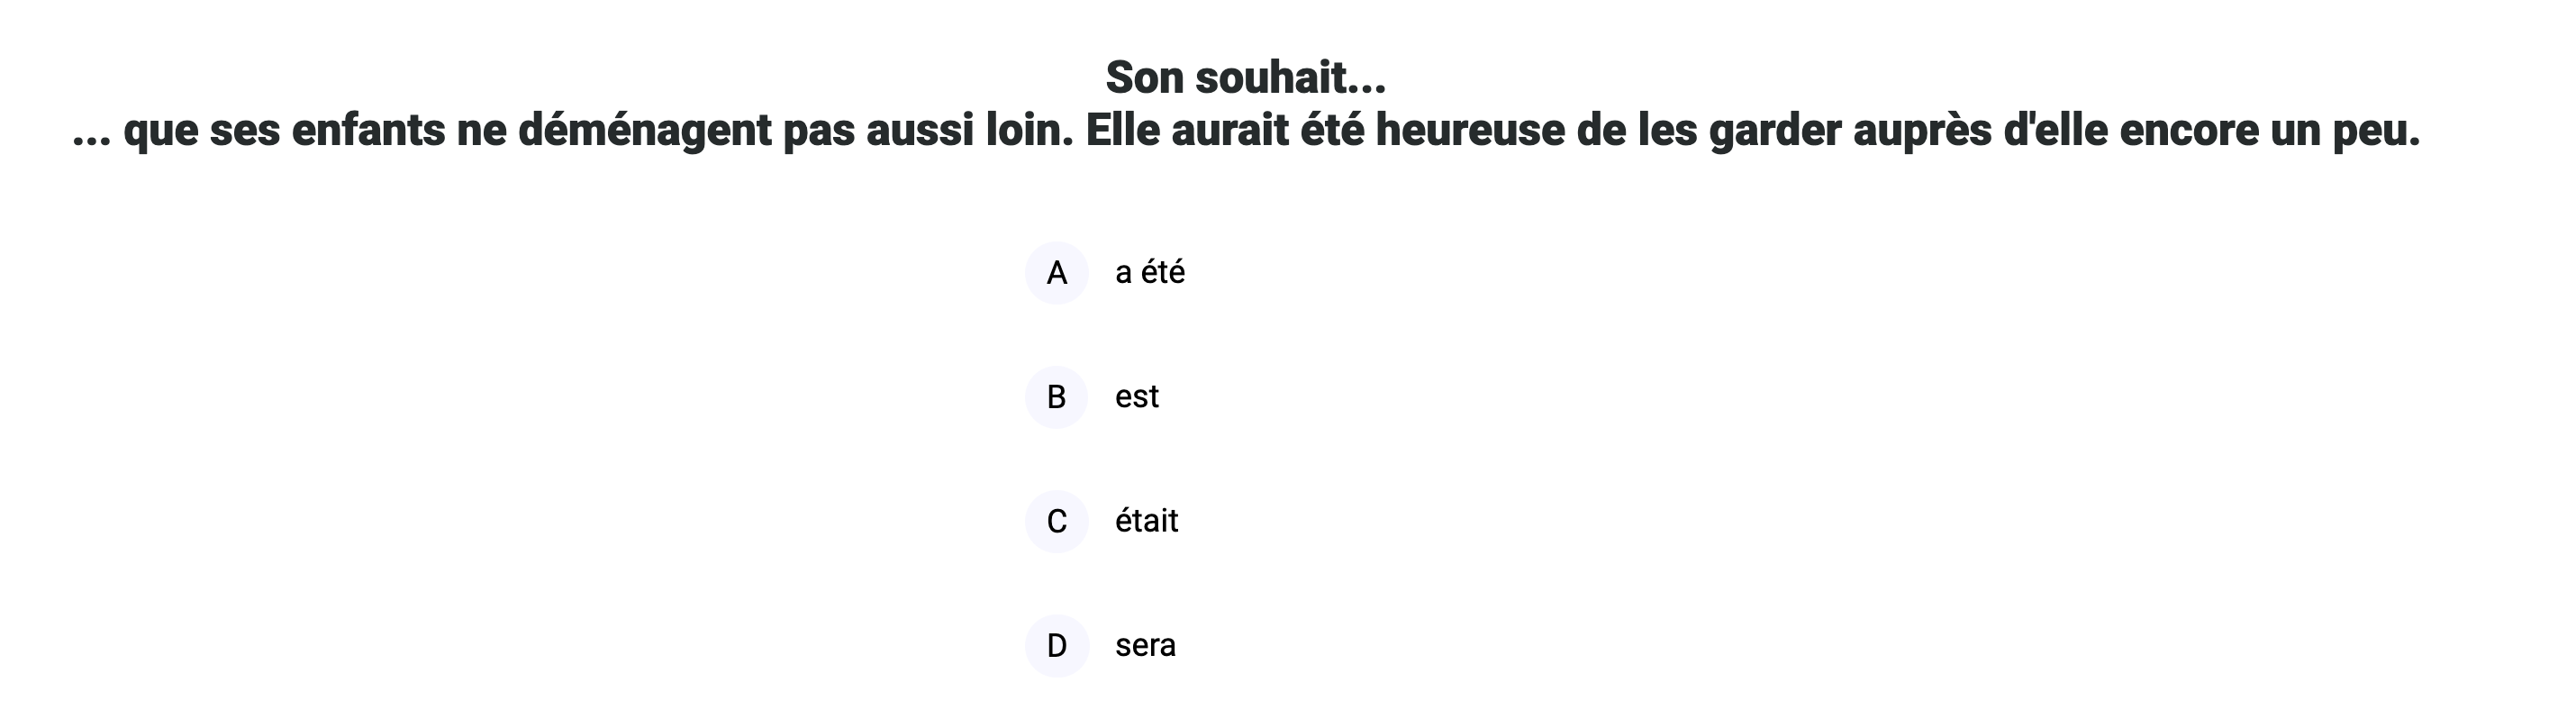 Son souhait...
... que ses enfants ne déménagent pas aussi loin. Elle aurait été heureuse de les garder auprès d'elle encore un peu.
A a été
B est
C était
D sera